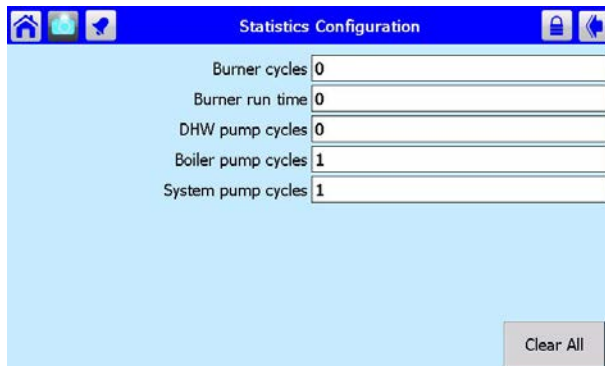 Statistics Configuration
Burner cycles 0
Burner run time 0
DHW pump cycles 0
Boiler pump cycles 1
System pump cycles 1
Clear All